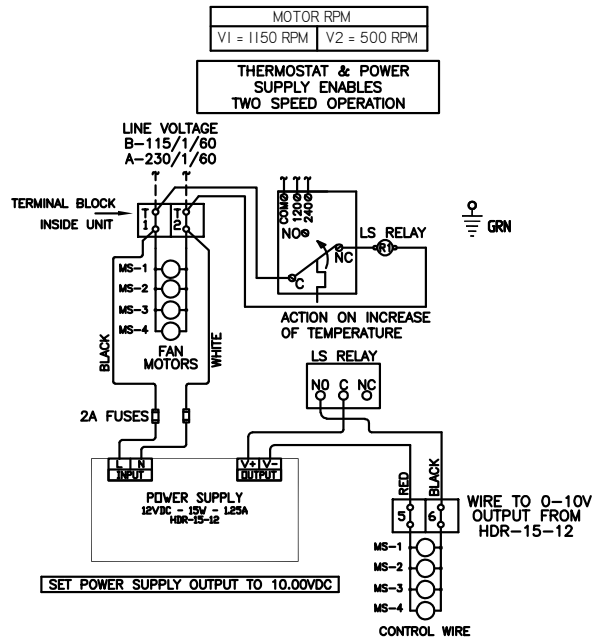 MOTOR RPM
V1 = 1150 RPM V2 = 500 RPM
THERMOSTAT & POWER
SUPPLY ENABLES
TWO SPEED OPERATION
LINE VOLTAGE
B-115/1/60
A-230/1/60
TERMINAL BLOCK
INSIDE UNIT
T1 T2
COM 120 240
NO
NC
C
LS RELAY
R1
GRN
MS-1
MS-2
MS-3
MS-4
FAN
MOTORS
BLACK
WHITE
ACTION ON INCREASE
OF TEMPERATURE
LS RELAY
NO C NC
2A FUSES
L N
INPUT
V+ V-
OUTPUT
POWER SUPPLY
12VDC - 15W - 1.25A
HDR-15-12
RED
BLACK
5 6
WIRE TO 0-10V
OUTPUT FROM
HDR-15-12
MS-1
MS-2
MS-3
MS-4
CONTROL WIRE
SET POWER SUPPLY OUTPUT TO 10.00VDC